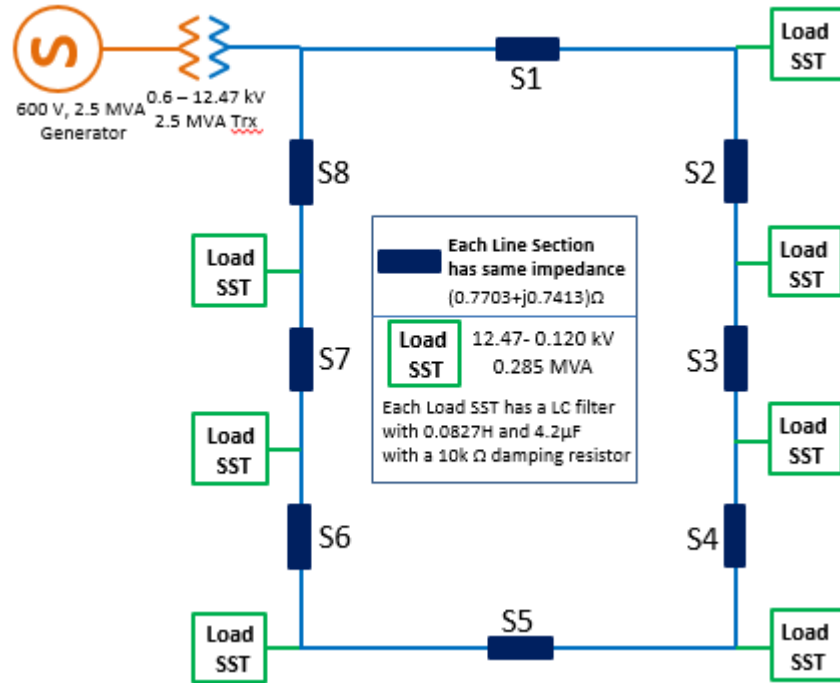 600 V, 2.5 MVA
Generator
0.6 – 12.47 kV
2.5 MVA Trx
S1
Load
SST
S8
S2
Load
SST
Load
SST
Each Line Section
has same impedance
(0.7703+j0.7413)Ω
Load
SST
12.47- 0.120 kV
0.285 MVA
Each Load SST has a LC filter
with 0.0827H and 4.2µF
with a 10k Ω damping resistor
S7
S3
Load
SST
Load
SST
S6
S4
Load
SST
S5
Load
SST